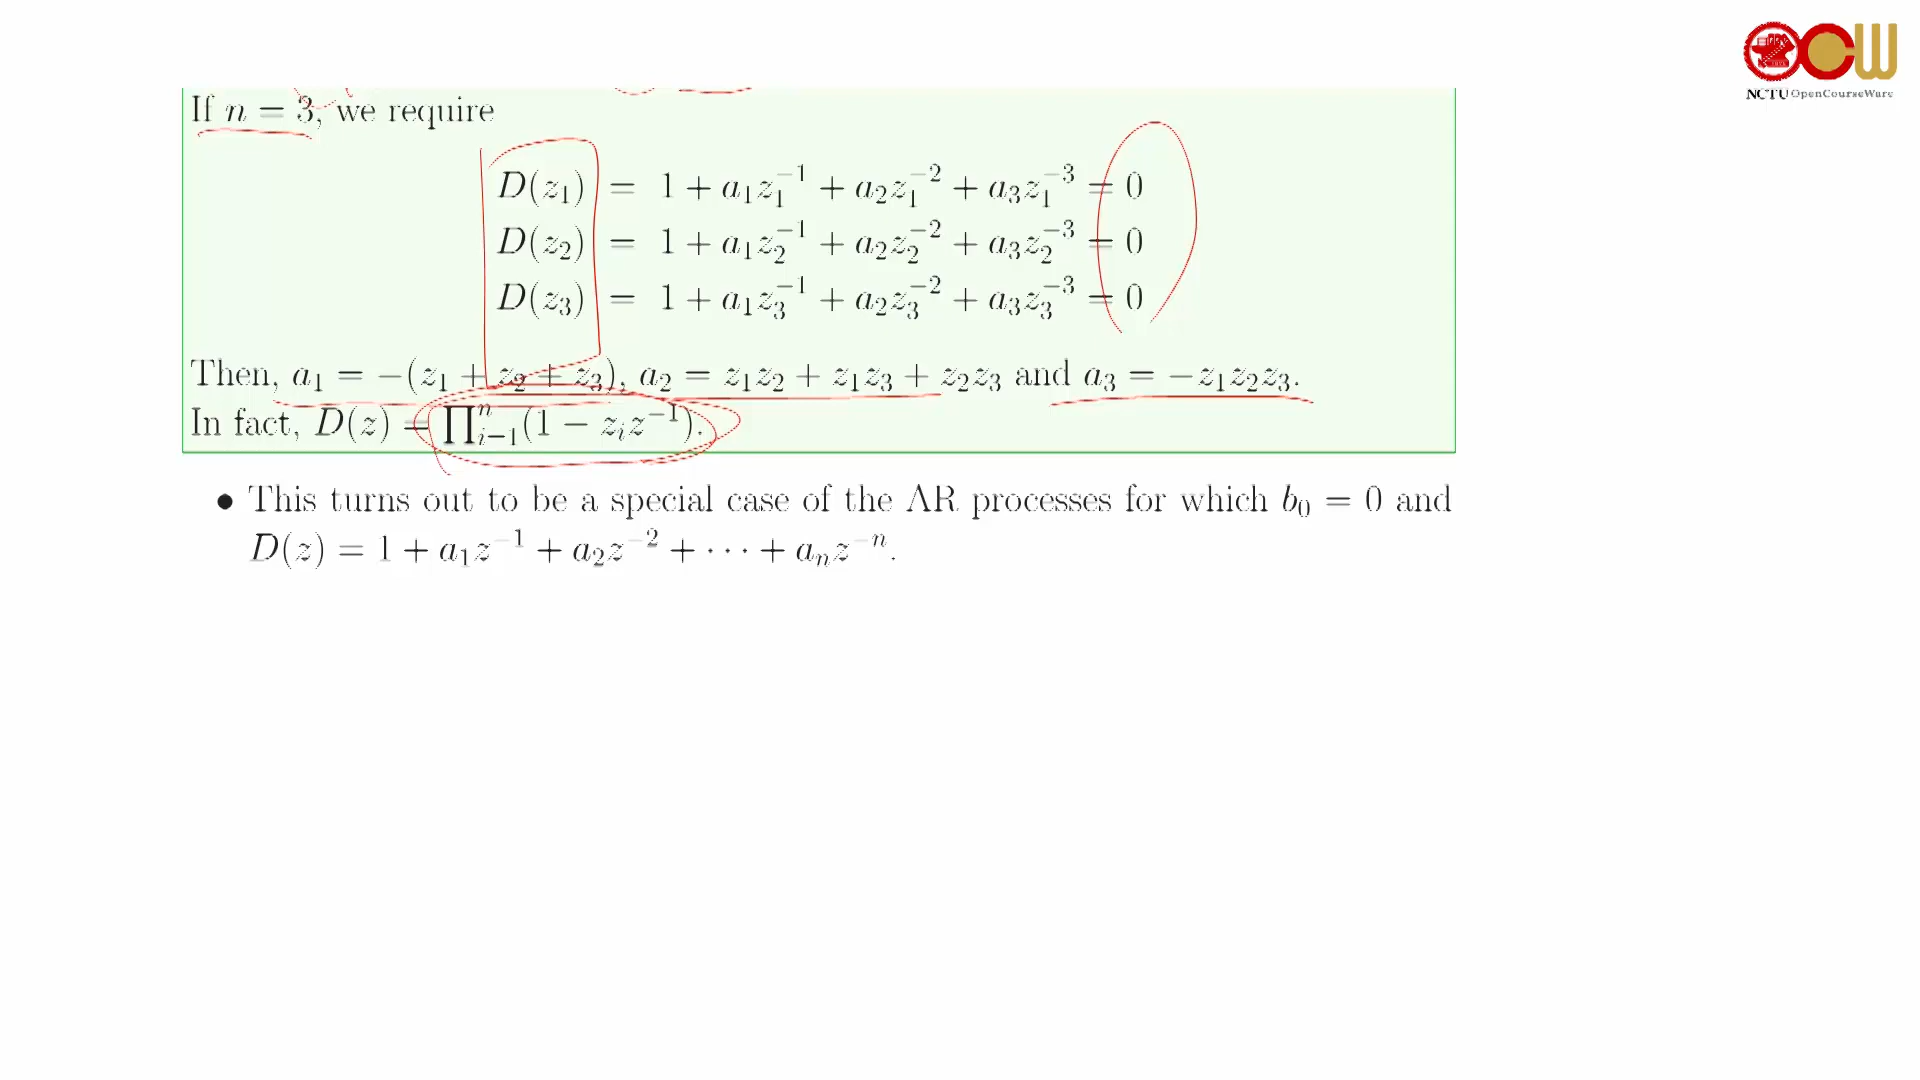 NCTU OpenCourseWare
If n = 3, we require
D(z₁) = 1 + a₁z₁⁻¹ + a₂z₁⁻² + a₃z₁⁻³ = 0
D(z₂) = 1 + a₁z₂⁻¹ + a₂z₂⁻² + a₃z₂⁻³ = 0
D(z₃) = 1 + a₁z₃⁻¹ + a₂z₃⁻² + a₃z₃⁻³ = 0
Then, a₁ = −(z₁ + z₂ + z₃), a₂ = z₁z₂ + z₁z₃ + z₂z₃ and a₃ = −z₁z₂z₃.
In fact, D(z) = ∏ⁿᵢ₌₁(1 − zᵢz⁻¹).
• This turns out to be a special case of the AR processes for which b₀ = 0 and
D(z) = 1 + a₁z⁻¹ + a₂z⁻² + ⋯ + aₙz⁻ⁿ.